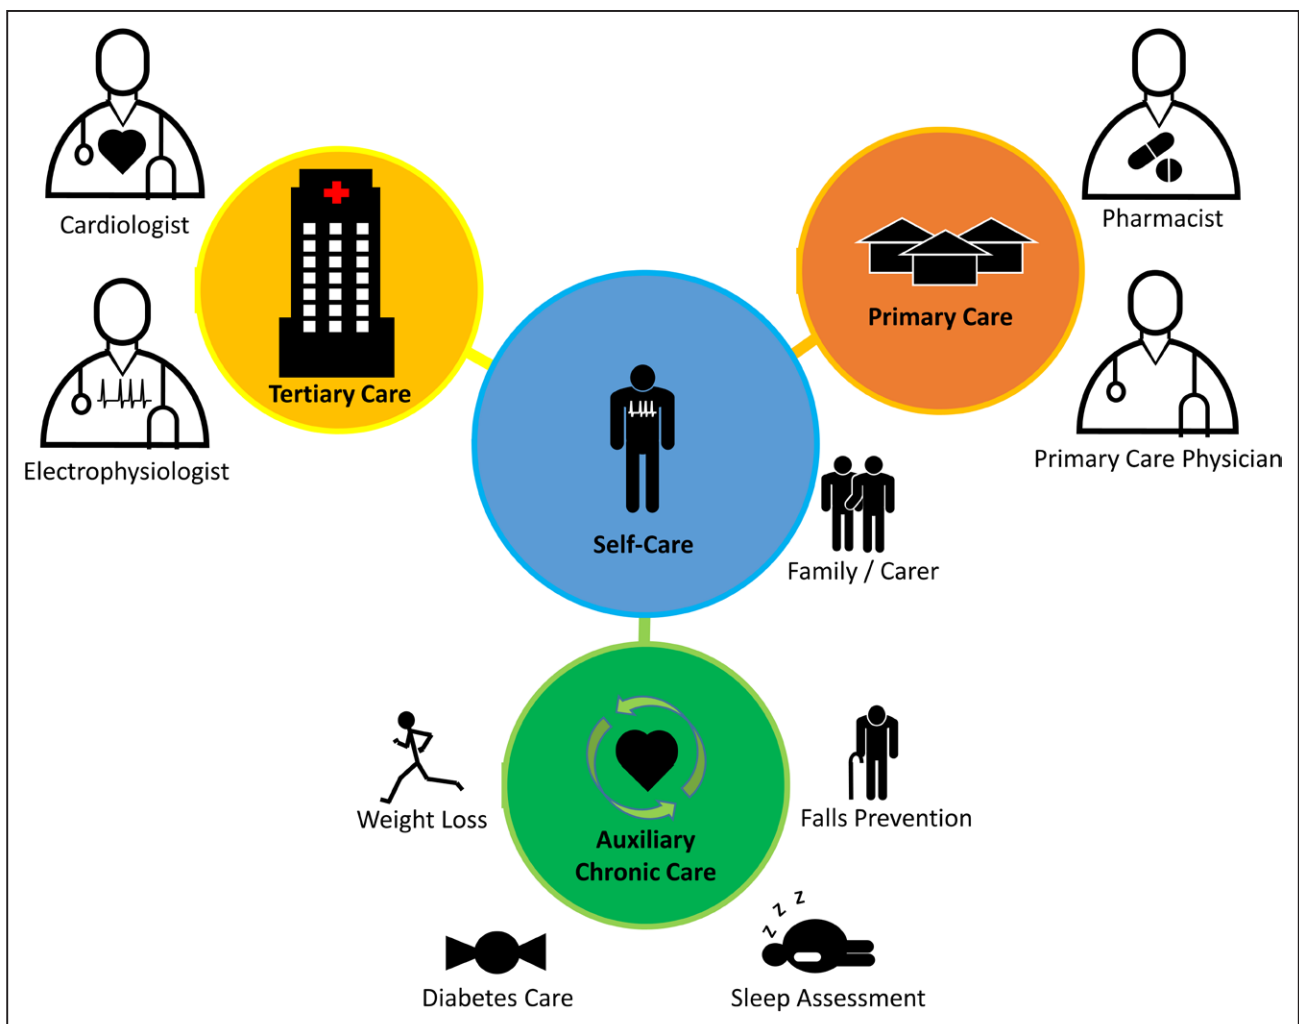 Cardiologist
Pharmacist
Tertiary Care
Primary Care
Electrophysiologist
Primary Care Physician
Self-Care
Family / Carer
Weight Loss
Falls Prevention
Auxiliary
Chronic Care
z z z
Diabetes Care
Sleep Assessment